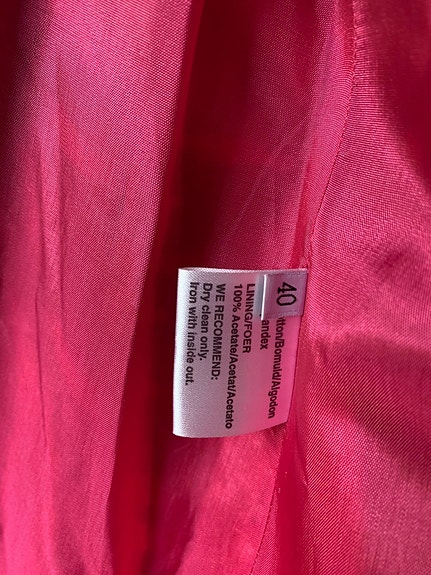 40
tton/Bomuld/Algodon
andex
LINING/FOER
100% Acetate/Acetat/Acetato
WE RECOMMEND:
Dry clean only.
Iron with inside out.